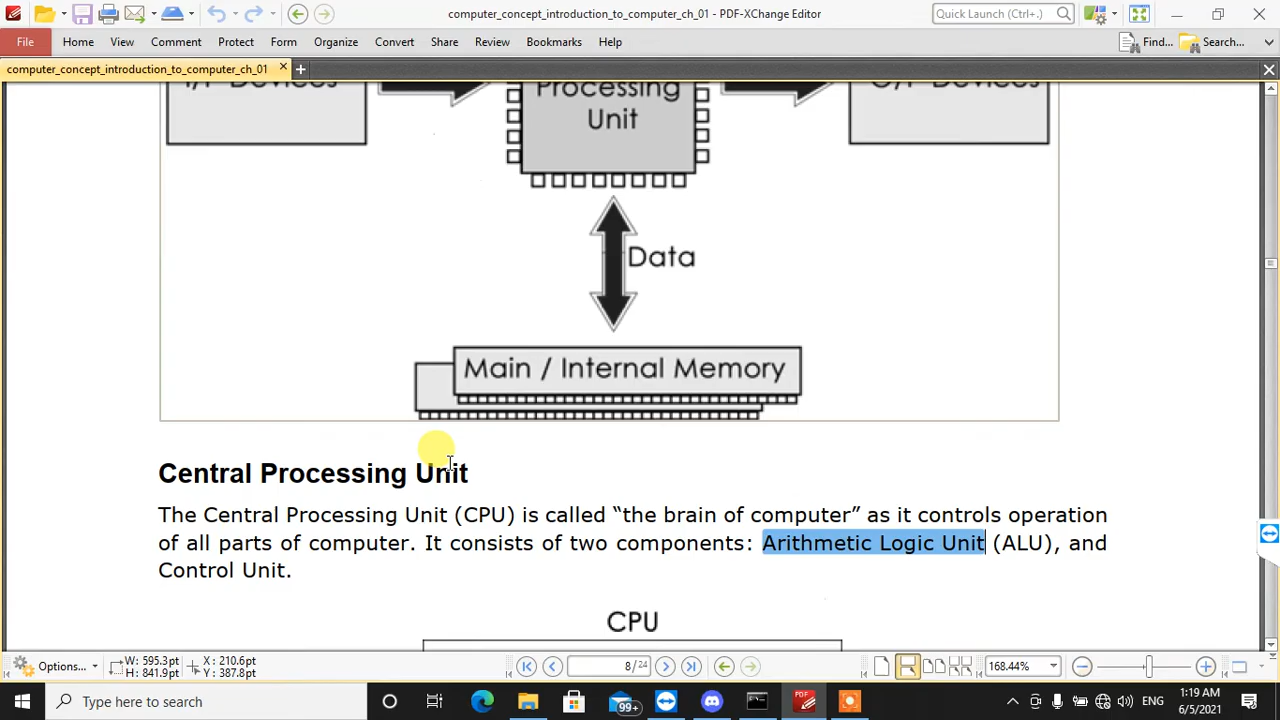 computer_concept_introduction_to_computer_ch_01 - PDF-XChange Editor
Quick Launch (Ctrl+.)
File Home View Comment Protect Form Organize Convert Share Review Bookmarks Help
Find... Search...
computer_concept_introduction_to_computer_ch_01
I/P Devices
Processing
Unit
O/P Devices
Data
Main / Internal Memory
Central Processing Unit
The Central Processing Unit (CPU) is called “the brain of computer” as it controls operation
of all parts of computer. It consists of two components: Arithmetic Logic Unit (ALU), and
Control Unit.
CPU
Options...
W: 595.3pt
H: 841.9pt
X: 210.6pt
Y: 387.8pt
8 / 24
168.44%
Type here to search
99+
PDF
ENG
1:19 AM
6/5/2021